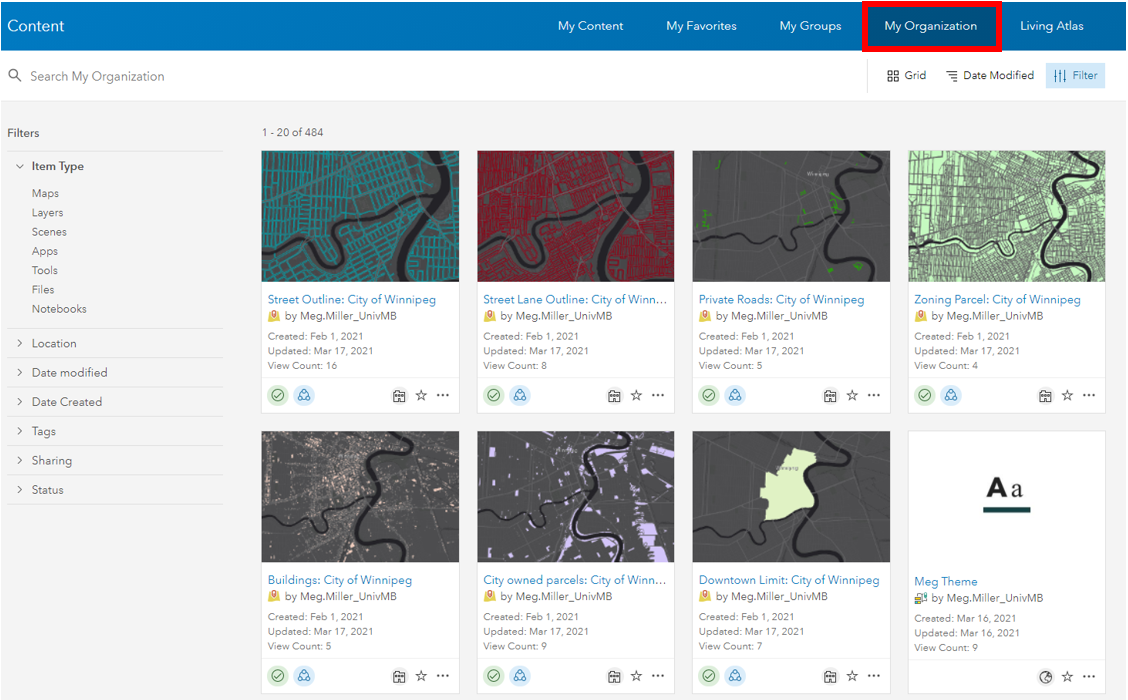 Content
My Content
My Favorites
My Groups
My Organization
Living Atlas
Search My Organization
Grid
Date Modified
Filter
Filters
1 - 20 of 484
Item Type
Maps
Layers
Scenes
Apps
Tools
Files
Notebooks
Location
Date modified
Date Created
Tags
Sharing
Status
Street Outline: City of Winnipeg
by Meg.Miller_UnivMB
Created: Feb 1, 2021
Updated: Mar 17, 2021
View Count: 16
Street Lane Outline: City of Winn...
by Meg.Miller_UnivMB
Created: Feb 1, 2021
Updated: Mar 17, 2021
View Count: 8
Winnipeg
Private Roads: City of Winnipeg
by Meg.Miller_UnivMB
Created: Feb 1, 2021
Updated: Mar 17, 2021
View Count: 5
Zoning Parcel: City of Winnipeg
by Meg.Miller_UnivMB
Created: Feb 1, 2021
Updated: Mar 17, 2021
View Count: 4
Buildings: City of Winnipeg
by Meg.Miller_UnivMB
Created: Feb 1, 2021
Updated: Mar 17, 2021
View Count: 5
City owned parcels: City of Winn...
by Meg.Miller_UnivMB
Created: Feb 1, 2021
Updated: Mar 17, 2021
View Count: 9
Downtown Limit: City of Winnipeg
by Meg.Miller_UnivMB
Created: Feb 1, 2021
Updated: Mar 17, 2021
View Count: 7
Aa
Meg Theme
by Meg.Miller_UnivMB
Created: Mar 16, 2021
Updated: Mar 16, 2021
View Count: 9